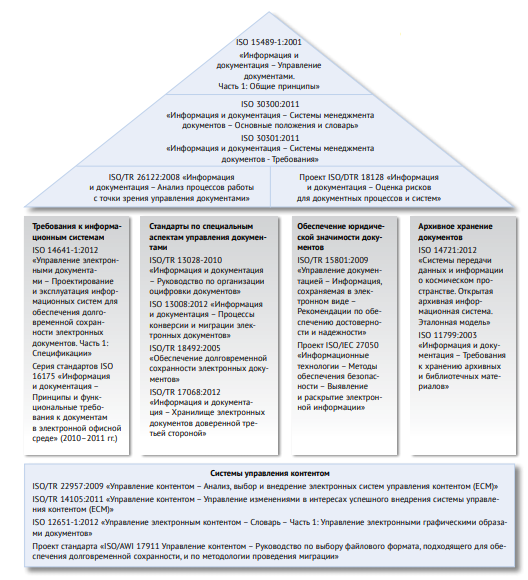 ISO 15489-1:2001
«Информация и
документация – Управление
документами.
Часть 1: Общие принципы»
ISO 30300:2011
«Информация и документация – Системы менеджмента
документов – Основные положения и словарь»
ISO 30301:2011
«Информация и документация – Системы менеджмента
документов - Требования»
ISO/TR 26122:2008 «Информация
и документация – Анализ процессов работы
с точки зрения управления документами»
Проект ISO/DTR 18128 «Информация
и документация – Оценка рисков
для документных процессов и систем»
Требования к информа-
ционным системам
ISO 14641-1:2012
«Управление электрон-
ными документа-
ми – Проектирование
и эксплуатация инфор-
мационных систем для
обеспечения долго-
временной сохран-
ности электронных
документов. Часть 1:
Спецификации»
Серия стандартов ISO
16175 «Информация
и документация –
Принципы и функ-
циональные требо-
вания к документам
в электронной офисной
среде» (2010–2011 гг.)
Стандарты по специальным
аспектам управления докумен-
тами
ISO/TR 13028-2010
«Информация и документация
– Руководство по организации
оцифровки документов»
ISO 13008:2012 «Информация
и документация – Процессы
конверсии и миграции элек-
тронных документов»
ISO/TR 18492:2005
«Обеспечение долговременной
сохранности электронных доку-
ментов»
ISO/TR 17068:2012
«Информация и документа-
ция – Хранилище электронных
документов доверенной тре-
тьей стороной»
Обеспечение юридиче-
ской значимости доку-
ментов
ISO/TR 15801:2009
«Управление докумен-
тацией – Информация,
сохраняемая в элек-
тронном виде –
Рекомендации по обе-
спечению достоверно-
сти и надежности»
Проект ISO/IEC 27050
«Информационные
технологии – Методы
обеспечения безопас-
ности – Выявление
и раскрытие электрон-
ной информации»
Архивное хранение
документов
ISO 14721:2012
«Системы передачи
данных и информации
о космическом про-
странстве. Открытая
архивная инфор-
мационная система.
Эталонная модель»
ISO 11799:2003
«Информация и доку-
ментация – Требования
к хранению архивных
и библиотечных мате-
риалов»
Системы управления контентом
ISO/TR 22957:2009 «Управление контентом – Анализ, выбор и внедрение электронных систем управления контентом (ECM)»
ISO/TR 14105:2011 «Управление контентом – Управление изменениями в интересах успешного внедрения системы управле-
ния контентом (ECM)»
ISO 12651-1:2012 «Управление электронным контентом – Словарь – Часть 1: Управление электронными графическими образа-
ми документов»
Проект стандарта «ISO/AWI 17911 Управление контентом – Руководство по выбору файлового формата, подходящего для обе-
спечения долговременной сохранности, и по методологии проведения миграции»